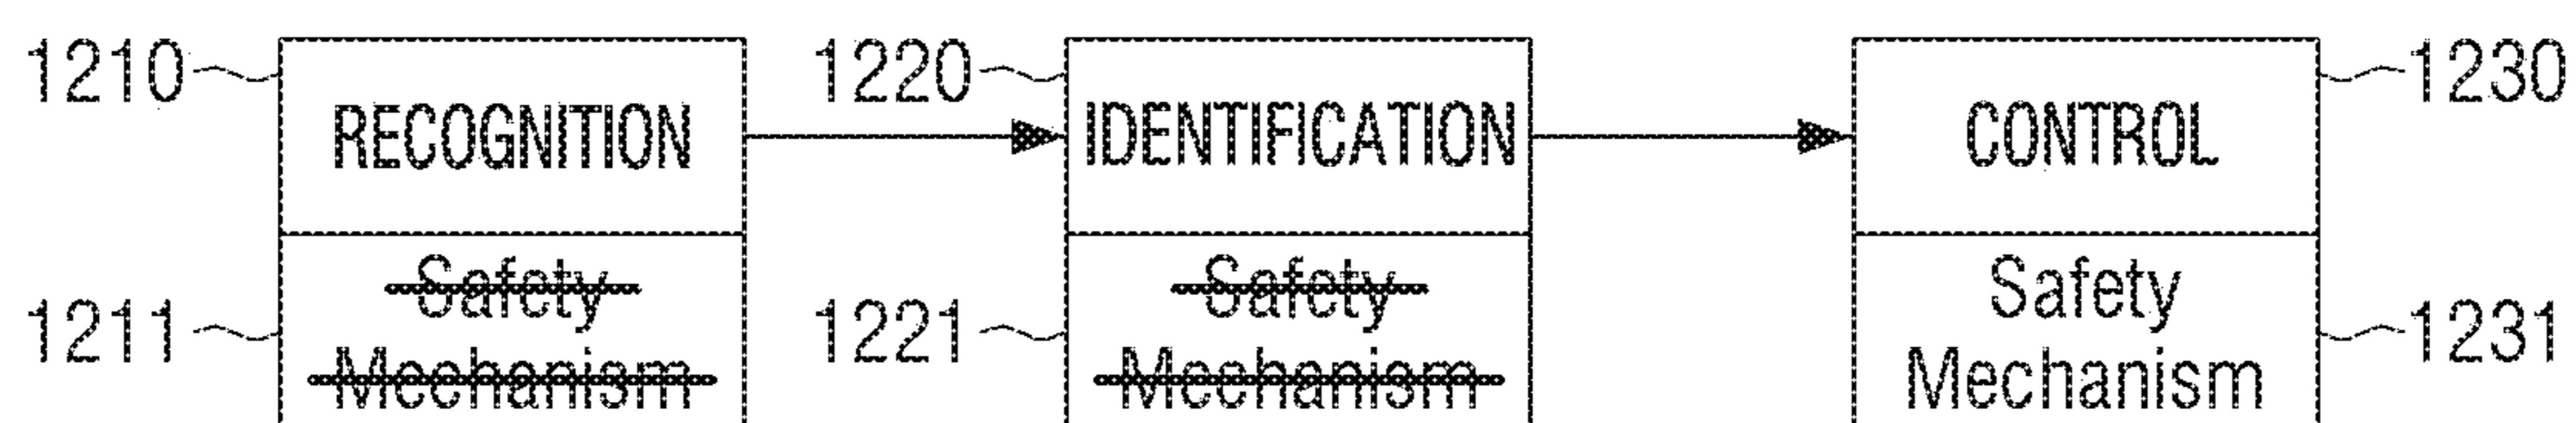 1210 RECOGNITION 1220 IDENTIFICATION CONTROL 1230
1211 Safety 1221 Safety Safety 1231
Mechanism Mechanism Mechanism